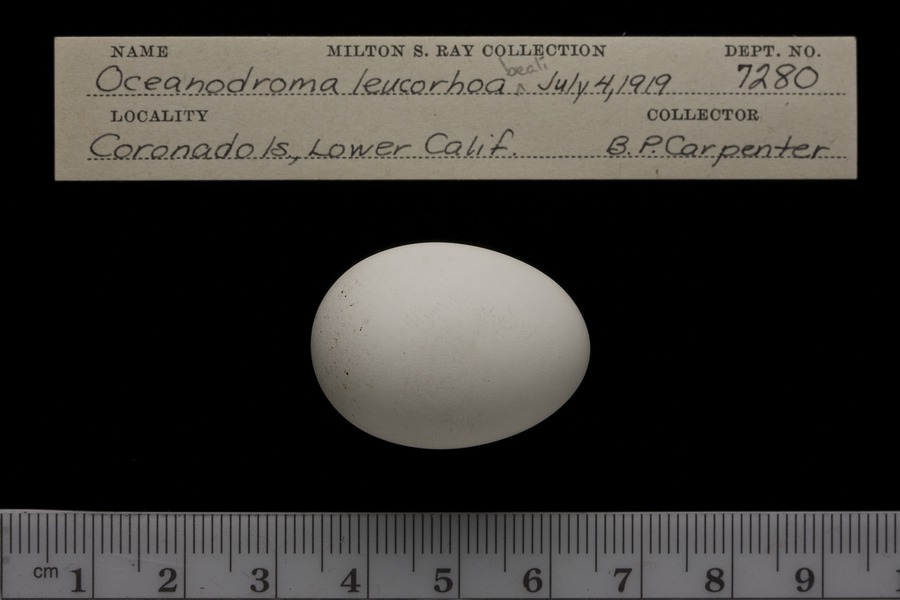 NAME MILTON S. RAY COLLECTION DEPT. NO.
beali
Oceanodroma leucorhoa ^ July 4, 1919 7280
LOCALITY COLLECTOR
Coronado Is., Lower Calif. B.P. Carpenter
cm 1 2 3 4 5 6 7 8 9 1